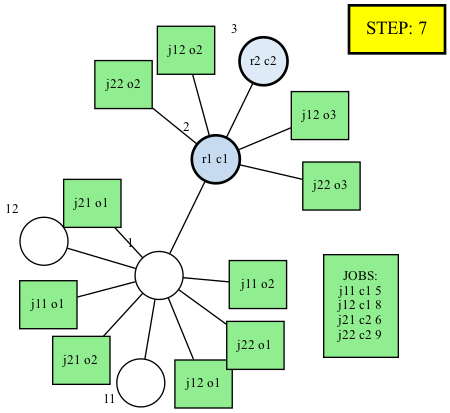 STEP: 7
3
j12 o2
r2 c2
j22 o2
j12 o3
2
r1 c1
j22 o3
j21 o1
12
1
j11 o2
j11 o1
JOBS:
j11 c1 5
j12 c1 8
j21 c2 6
j22 c2 9
j22 o1
j21 o2
j12 o1
11